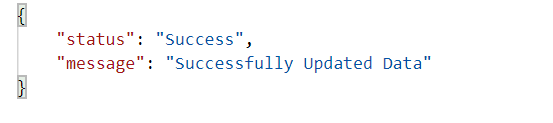 {
"status": "Success",
"message": "Successfully Updated Data"
}